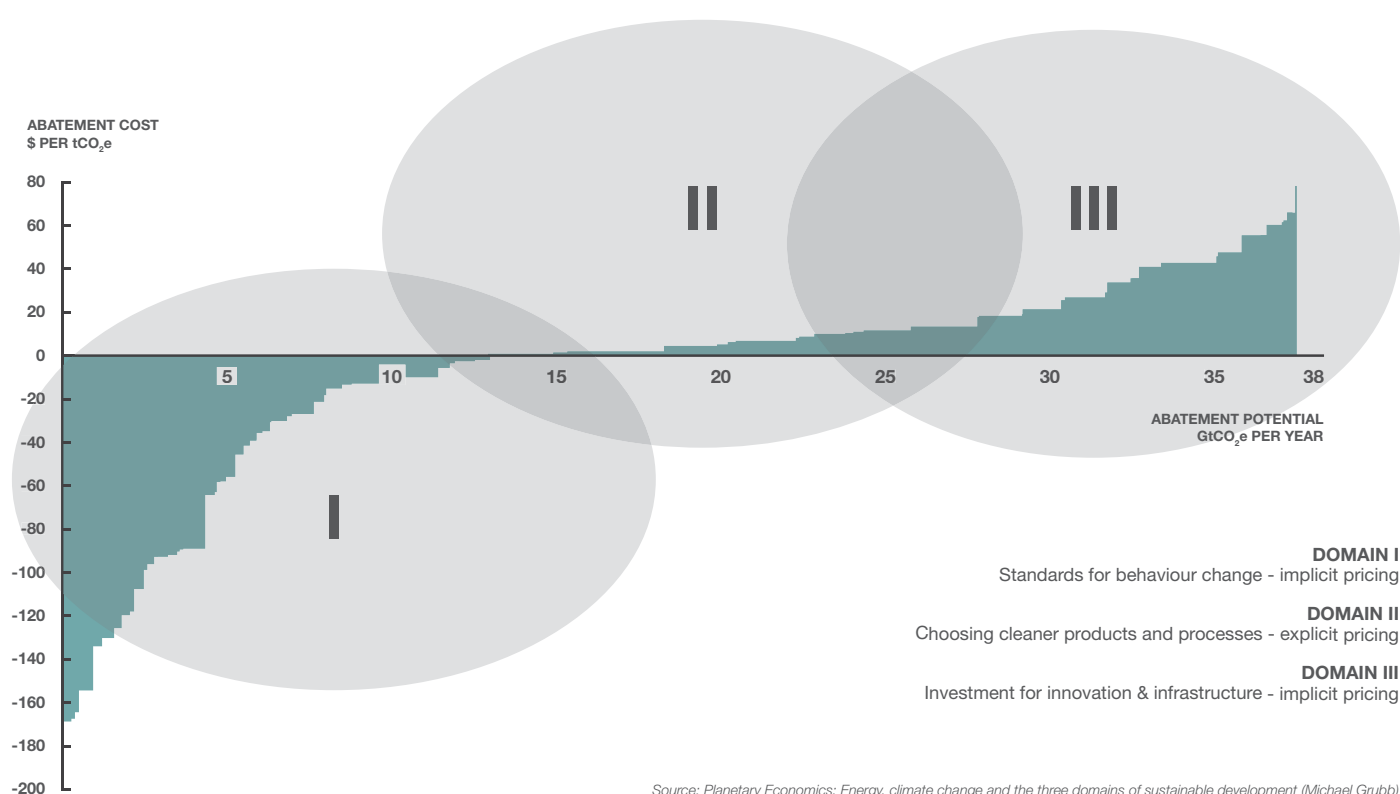 ABATEMENT COST
$ PER tCO2e
80
60
40
20
0
-20
-40
-60
-80
-100
-120
-140
-160
-180
-200
5 10 15 20 25 30 35 38
ABATEMENT POTENTIAL
GtCO2e PER YEAR
I
II
III
DOMAIN I
Standards for behaviour change - implicit pricing
DOMAIN II
Choosing cleaner products and processes - explicit pricing
DOMAIN III
Investment for innovation & infrastructure - implicit pricing
Source: Planetary Economics: Energy, climate change and the three domains of sustainable development (Michael Grubb)